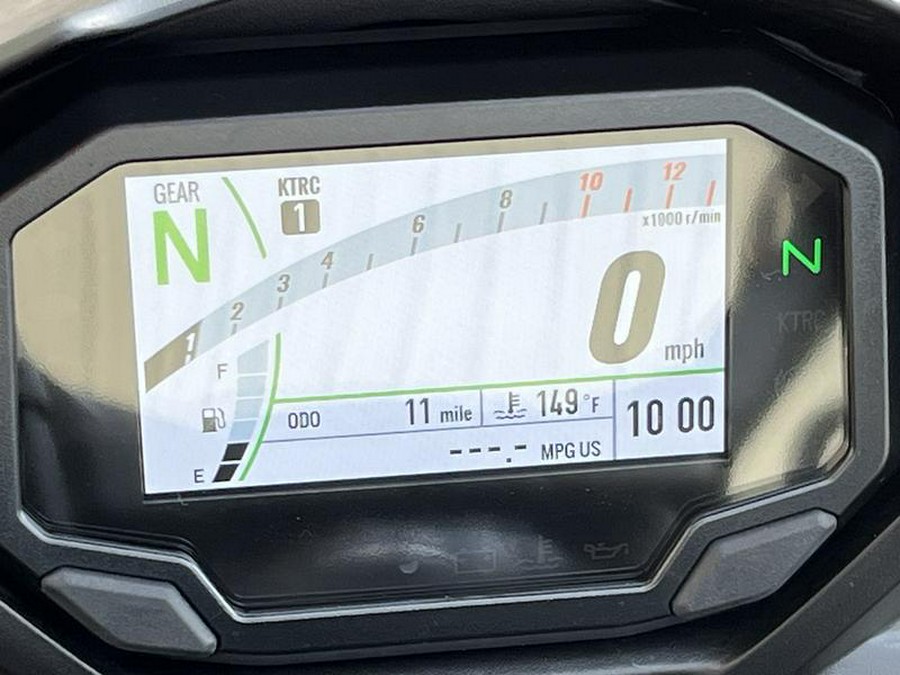 GEAR
N
KTRC
1
1 2 3 4 6 8 10 12
x1000 r/min
N
KTRC
0 mph
F
E
ODO 11 mile
149°F
10 00
---.- MPG US